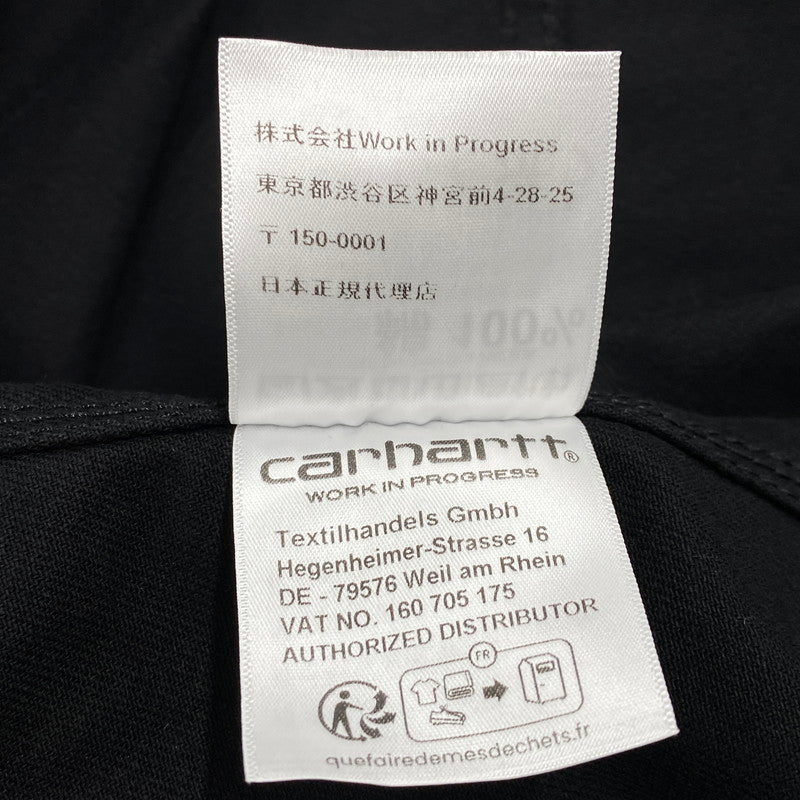 株式会社Work in Progress
東京都渋谷区神宮前4-28-25
〒 150-0001
日本正規代理店
綿 100%
carhartt®
WORK IN PROGRESS
Textilhandels Gmbh
Hegenheimer-Strasse 16
DE - 79576 Weil am Rhein
VAT NO. 160 705 175
AUTHORIZED DISTRIBUTOR
FR
quefairedemesdechets.fr